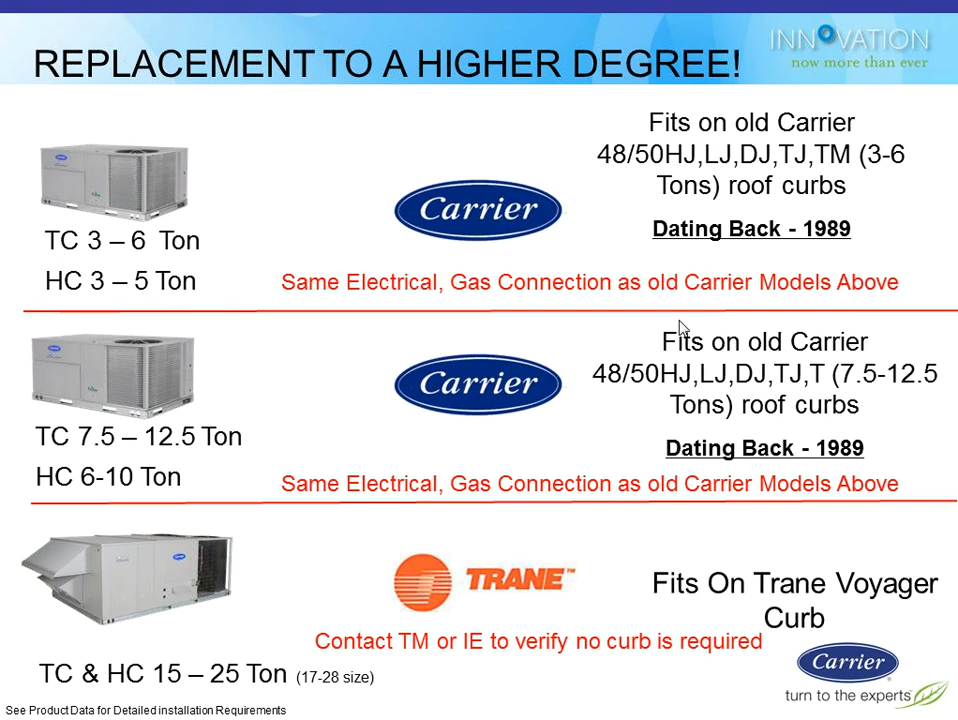 INNOVATION
now more than ever
REPLACEMENT TO A HIGHER DEGREE!
Fits on old Carrier
48/50HJ,LJ,DJ,TJ,TM (3-6
Tons) roof curbs
Dating Back - 1989
Carrier
TC 3 – 6 Ton
HC 3 – 5 Ton
Same Electrical, Gas Connection as old Carrier Models Above
Fits on old Carrier
48/50HJ,LJ,DJ,TJ,T (7.5-12.5
Tons) roof curbs
Dating Back - 1989
Carrier
TC 7.5 – 12.5 Ton
HC 6-10 Ton
Same Electrical, Gas Connection as old Carrier Models Above
TRANE™
Fits On Trane Voyager
Curb
Contact TM or IE to verify no curb is required
Carrier
turn to the experts
TC & HC 15 – 25 Ton (17-28 size)
See Product Data for Detailed installation Requirements